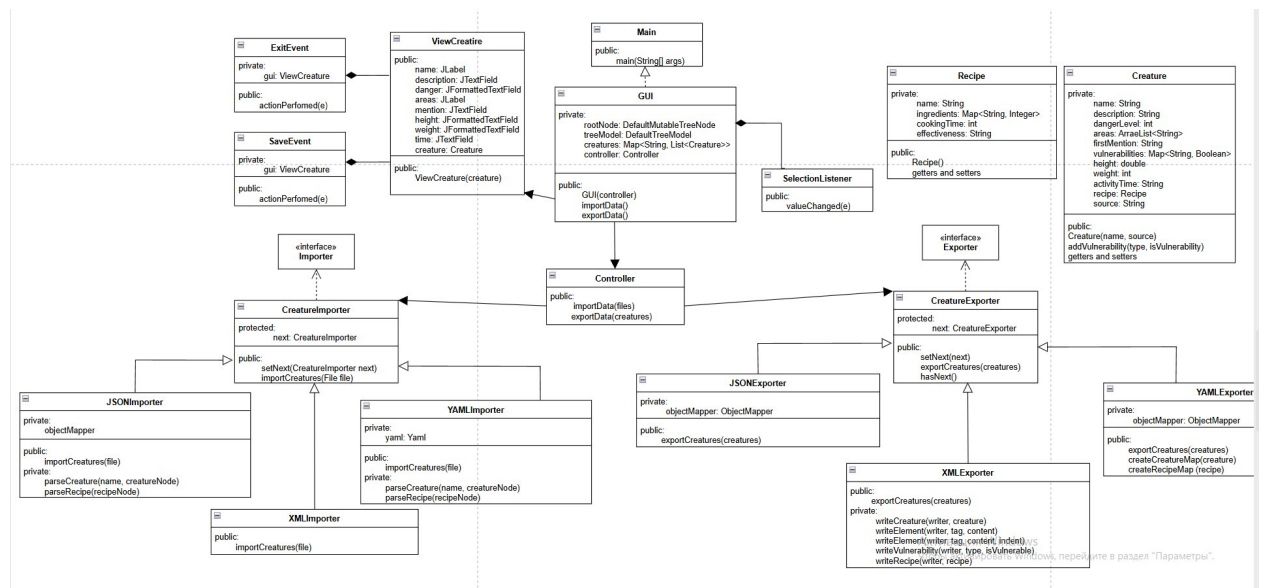 ExitEvent
private:
gui: ViewCreature
public:
actionPerfomed(e)
SaveEvent
private:
gui: ViewCreature
public:
actionPerfomed(e)
ViewCreatire
public:
name: JLabel
description: JTextField
danger: JFormattedTextField
areas: JLabel
mention: JTextField
height: JFormattedTextField
weight: JFormattedTextField
time: JTextField
creature: Creature
public:
ViewCreature(creature)
Main
public:
main(String[] args)
GUI
private:
rootNode: DefaultMutableTreeNode
treeModel: DefaultTreeModel
creatures: Map<String, List<Creature>>
controller: Controller
public:
GUI(controller)
importData()
exportData()
SelectionListener
public:
valueChanged(e)
Recipe
private:
name: String
ingredients: Map<String, Integer>
cookingTime: int
effectiveness: String
public:
Recipe()
getters and setters
Creature
private:
name: String
description: String
dangerLevel: int
areas: ArraeList<String>
firstMention: String
vulnerabilities: Map<String, Boolean>
height: double
weight: int
activityTime: String
recipe: Recipe
source: String
public:
Creature(name, source)
addVulnerability(type, isVulnerability)
getters and setters
«interface»
Importer
CreatureImporter
protected:
next: CreatureImporter
public:
setNext(CreatureImporter next)
importCreatures(File file)
Controller
public:
importData(files)
exportData(creatures)
«interface»
Exporter
CreatureExporter
protected:
next: CreatureExporter
public:
setNext(next)
exportCreatures(creatures)
hasNext()
JSONImporter
private:
objectMapper
public:
importCreatures(file)
private:
parseCreature(name, creatureNode)
parseRecipe(recipeNode)
YAMLImporter
private:
yaml: Yaml
public:
importCreatures(file)
private:
parseCreature(name, creatureNode)
parseRecipe(recipeNode)
XMLImporter
public:
importCreatures(file)
JSONExporter
private:
objectMapper: ObjectMapper
public:
exportCreatures(creatures)
YAMLExporter
private:
objectMapper: ObjectMapper
public:
exportCreatures(creatures)
createCreatureMap(creature)
createRecipeMap (recipe)
XMLExporter
public:
exportCreatures(creatures)
private:
writeCreature(writer, creature)
writeElement(writer, tag, content)
writeElement(writer, tag, content, indent)
writeVulnerability(writer, type, isVulnerable)
writeRecipe(writer, recipe)
Windows, перейдите в раздел "Параметры".